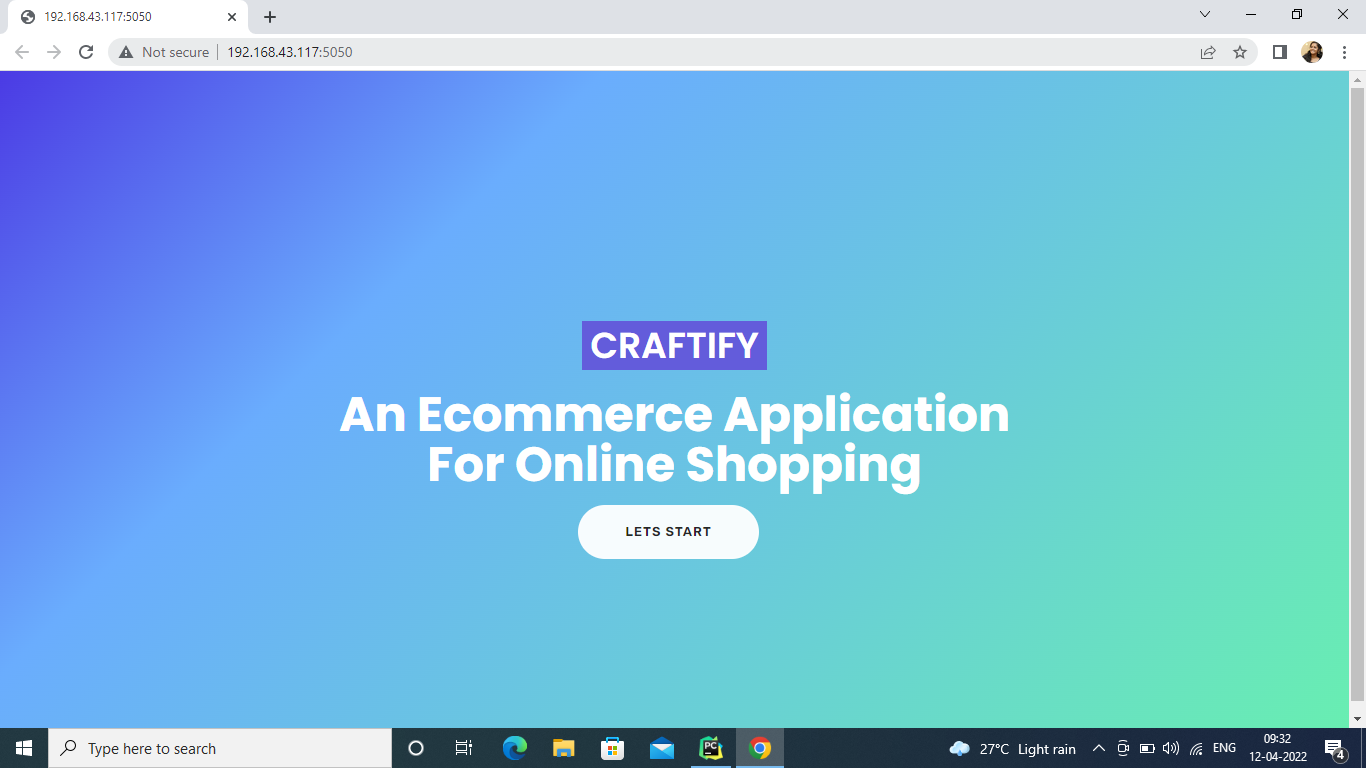 192.168.43.117:5050
Not secure
192.168.43.117:5050
CRAFTIFY
An Ecommerce Application
For Online Shopping
LETS START
Type here to search
PC
27°C Light rain
ENG
09:32
12-04-2022
4